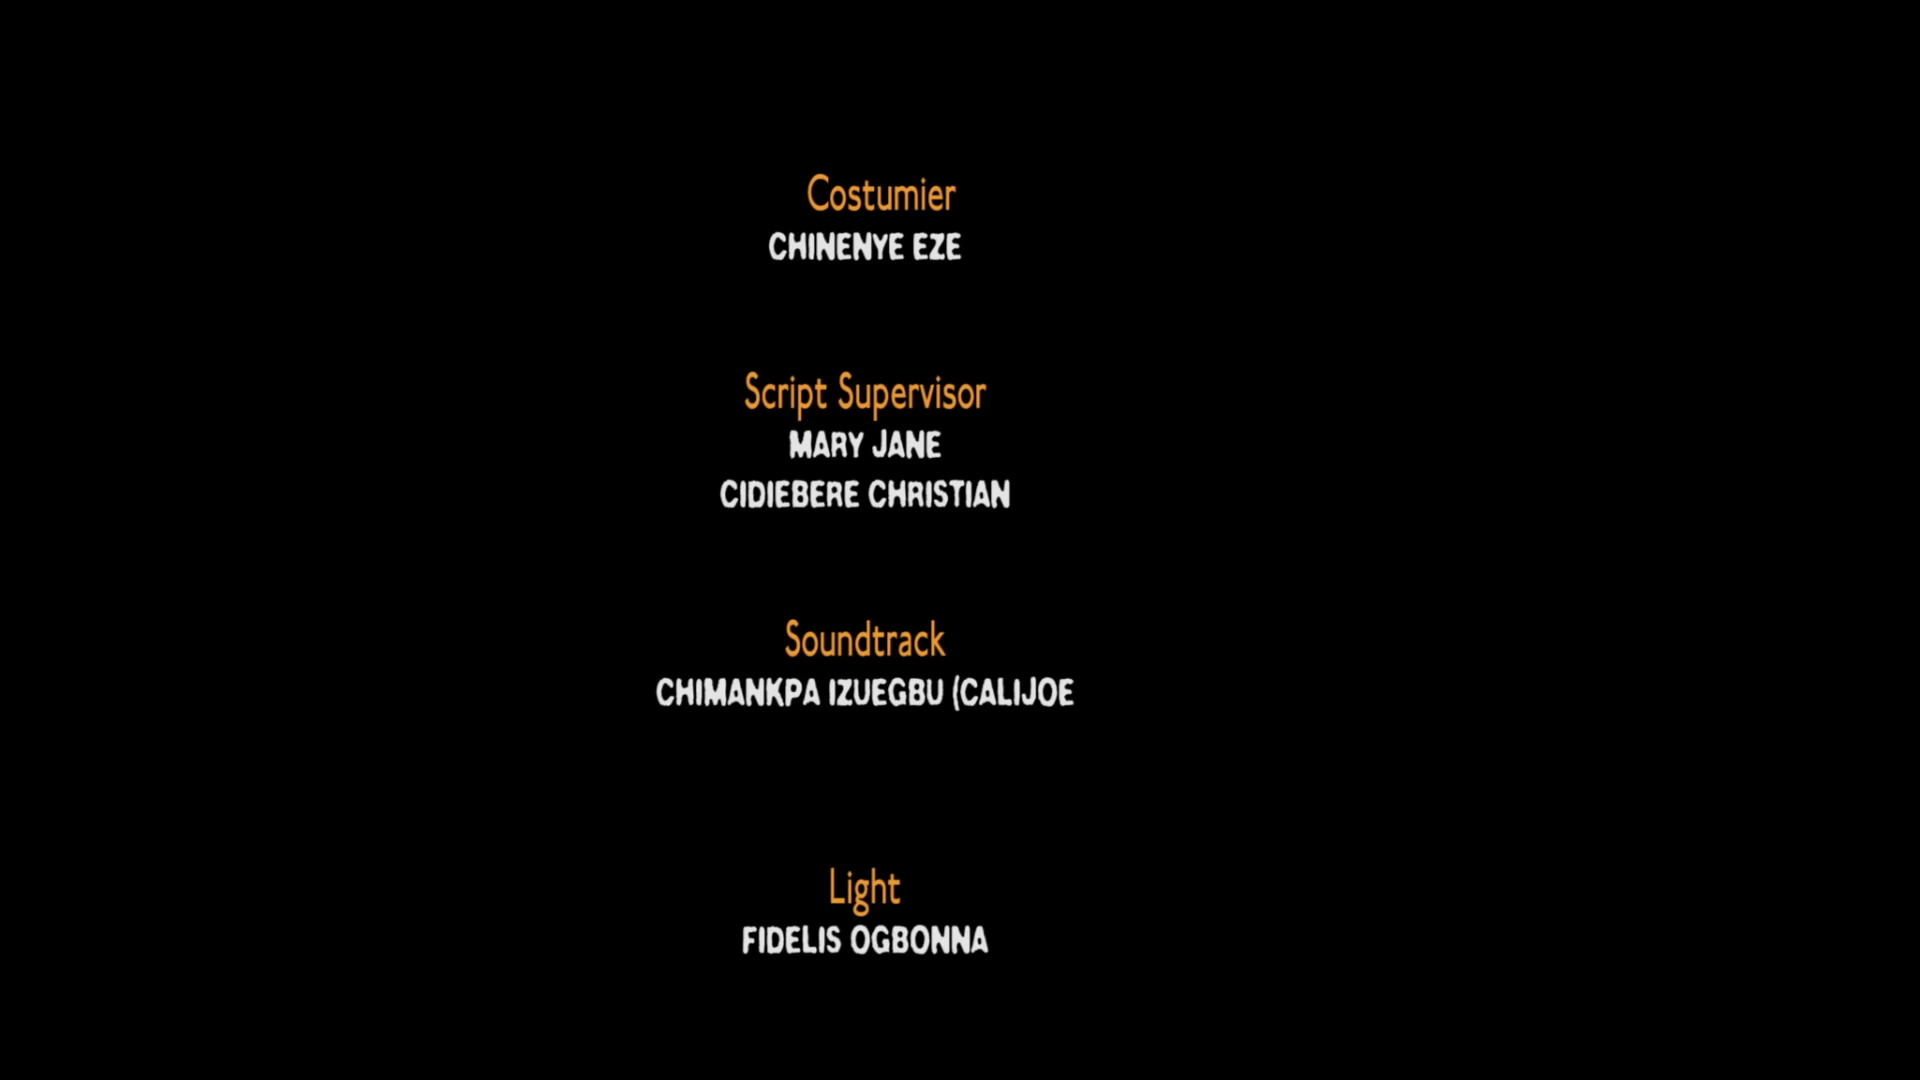 Costumier
CHINENYE EZE
Script Supervisor
MARY JANE
CIDIEBERE CHRISTIAN
Soundtrack
CHIMANKPA IZUEGBU (CALIJOE
Light
FIDELIS OGBONNA